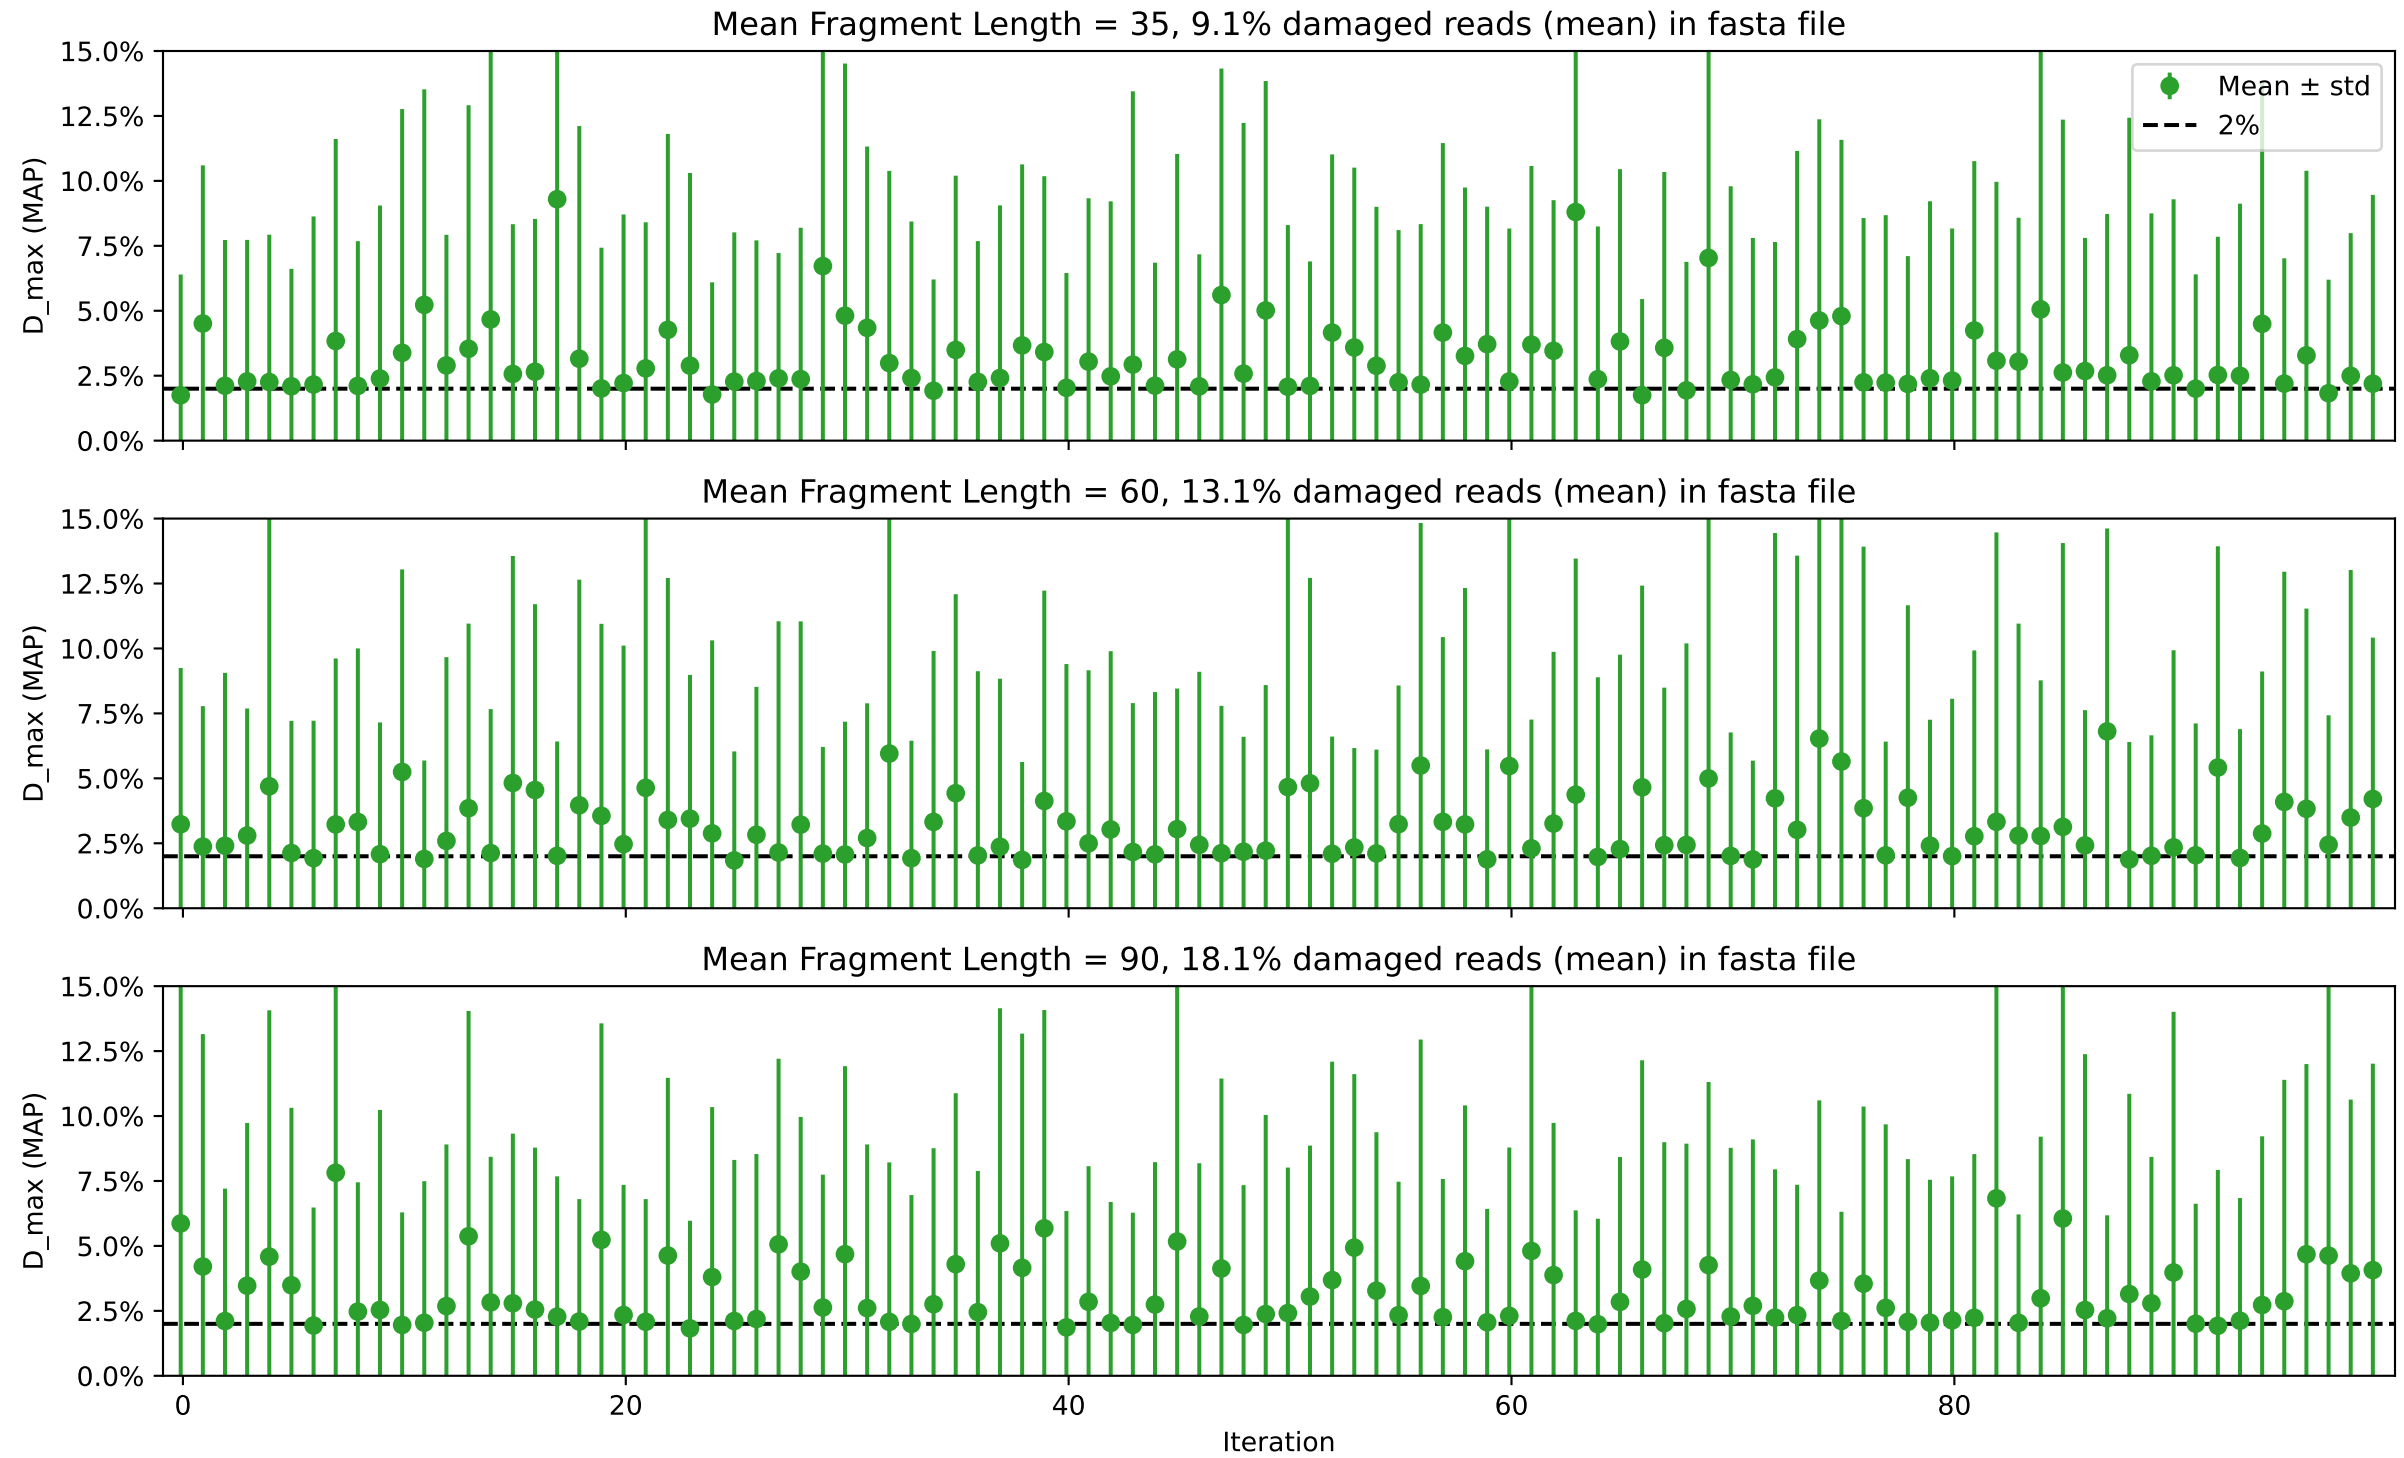 Mean Fragment Length = 35, 9.1% damaged reads (mean) in fasta file
15.0%
12.5%
10.0%
7.5%
5.0%
2.5%
0.0%
D_max (MAP)
Mean ± std
2%
Mean Fragment Length = 60, 13.1% damaged reads (mean) in fasta file
15.0%
12.5%
10.0%
7.5%
5.0%
2.5%
0.0%
D_max (MAP)
Mean Fragment Length = 90, 18.1% damaged reads (mean) in fasta file
15.0%
12.5%
10.0%
7.5%
5.0%
2.5%
0.0%
D_max (MAP)
0 20 40 60 80
Iteration